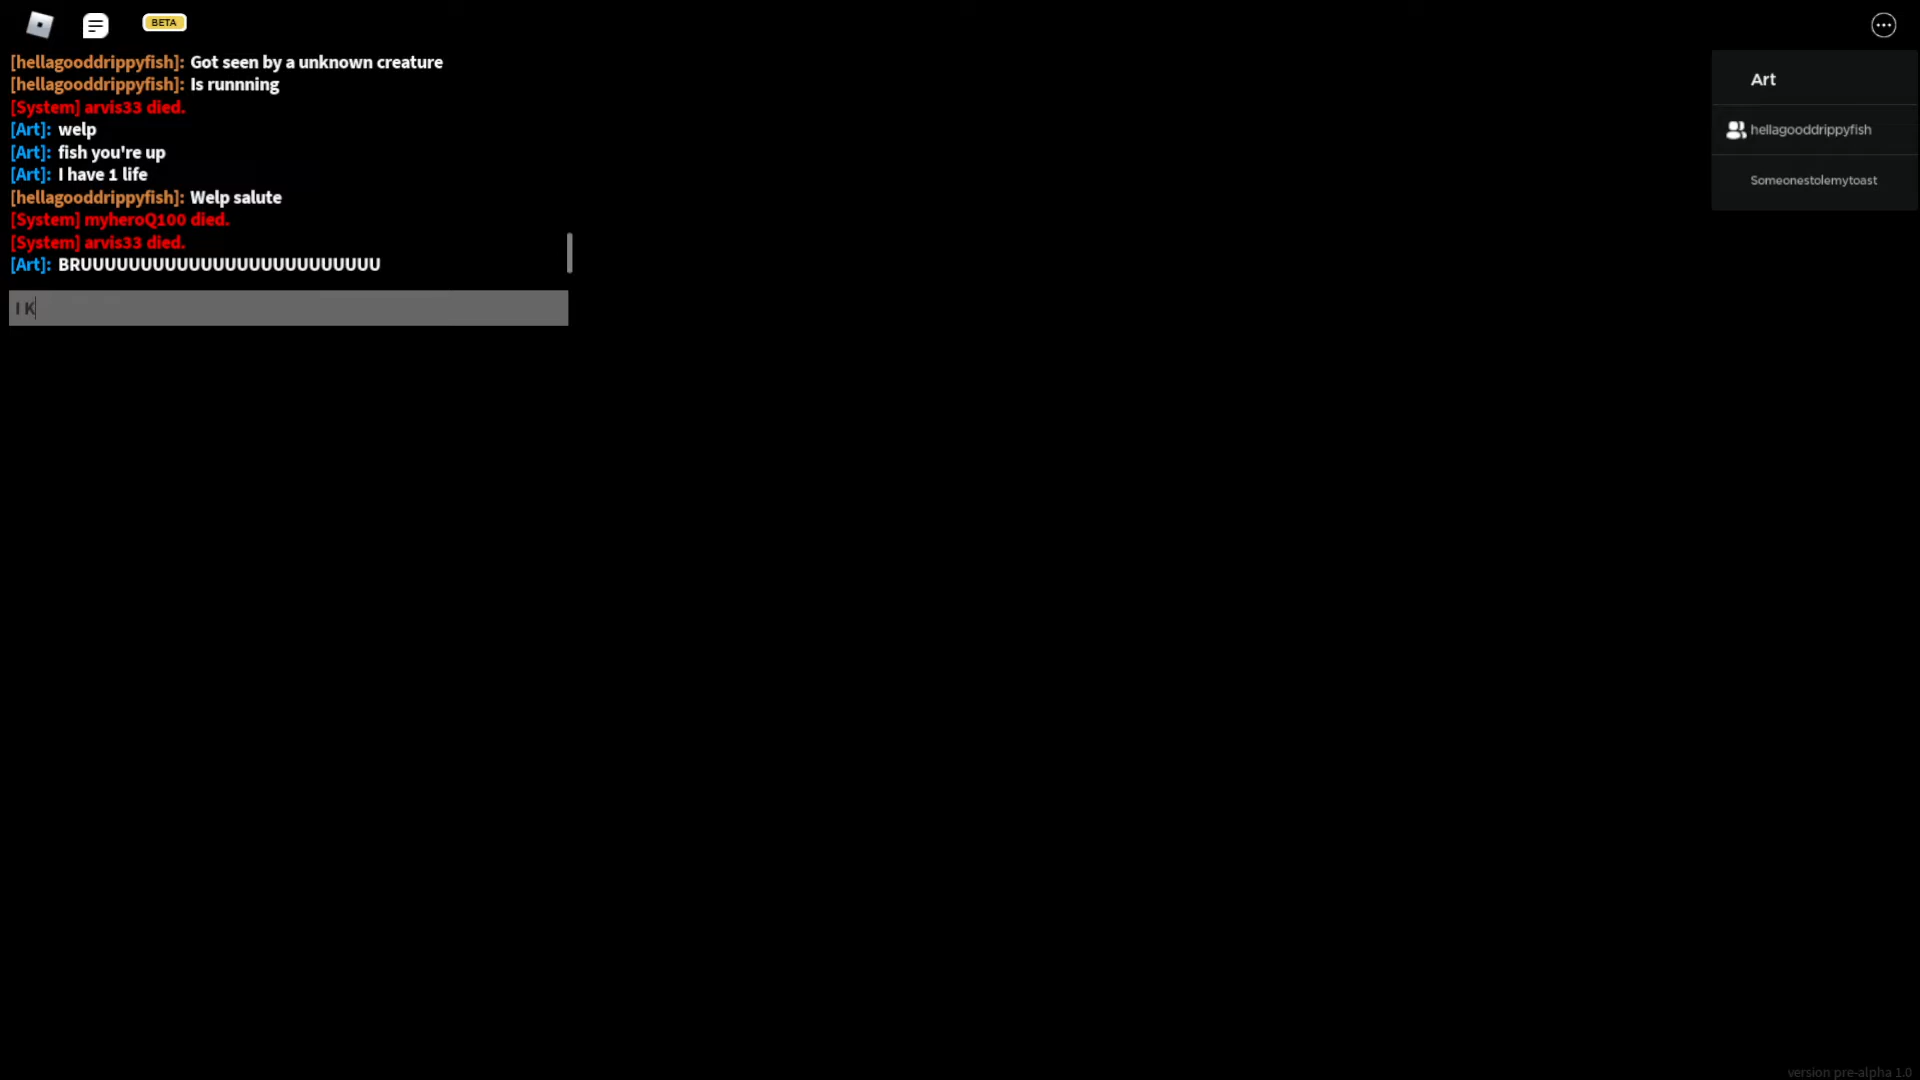 BETA
[hellagooddrippyfish]: Got seen by a unknown creature
[hellagooddrippyfish]: Is runnning
[System] arvis33 died.
[Art]: welp
[Art]: fish you're up
[Art]: I have 1 life
[hellagooddrippyfish]: Welp salute
[System] myheroQ100 died.
[System] arvis33 died.
[Art]: BRUUUUUUUUUUUUUUUUUUUUUUUUU
I K
Art
hellagooddrippyfish
Someonestolemytoast
version pre-alpha 1.0